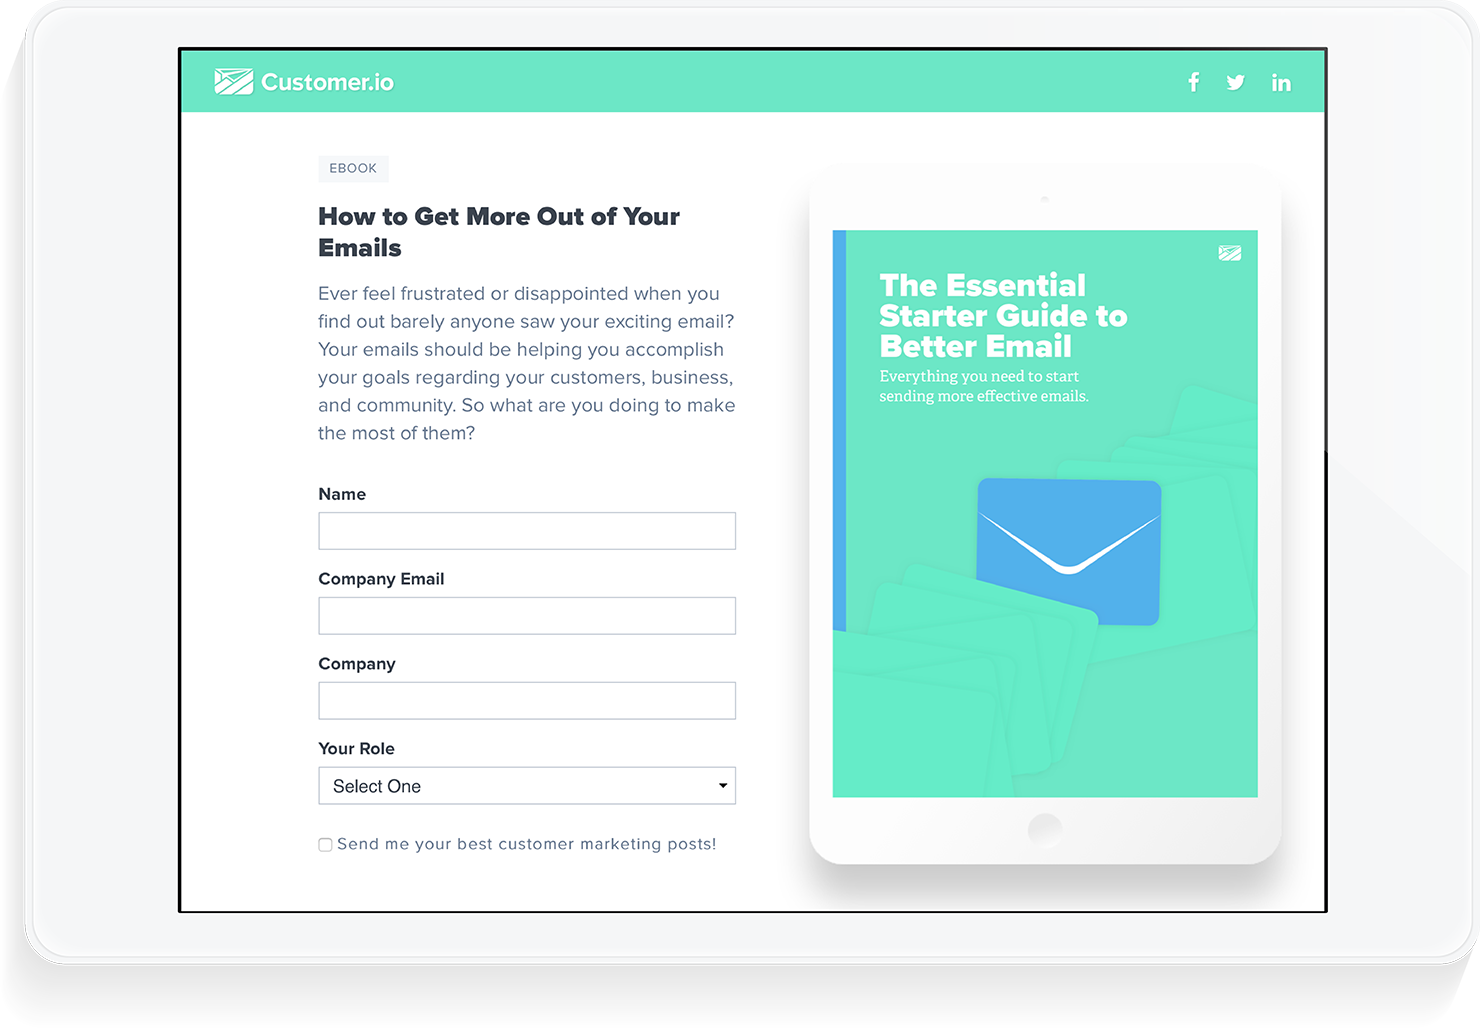 Customer.io
EBOOK
How to Get More Out of Your
Emails
Ever feel frustrated or disappointed when you
find out barely anyone saw your exciting email?
Your emails should be helping you accomplish
your goals regarding your customers, business,
and community. So what are you doing to make
the most of them?
Name
Company Email
Company
Your Role
Select One
Send me your best customer marketing posts!
The Essential
Starter Guide to
Better Email
Everything you need to start
sending more effective emails.